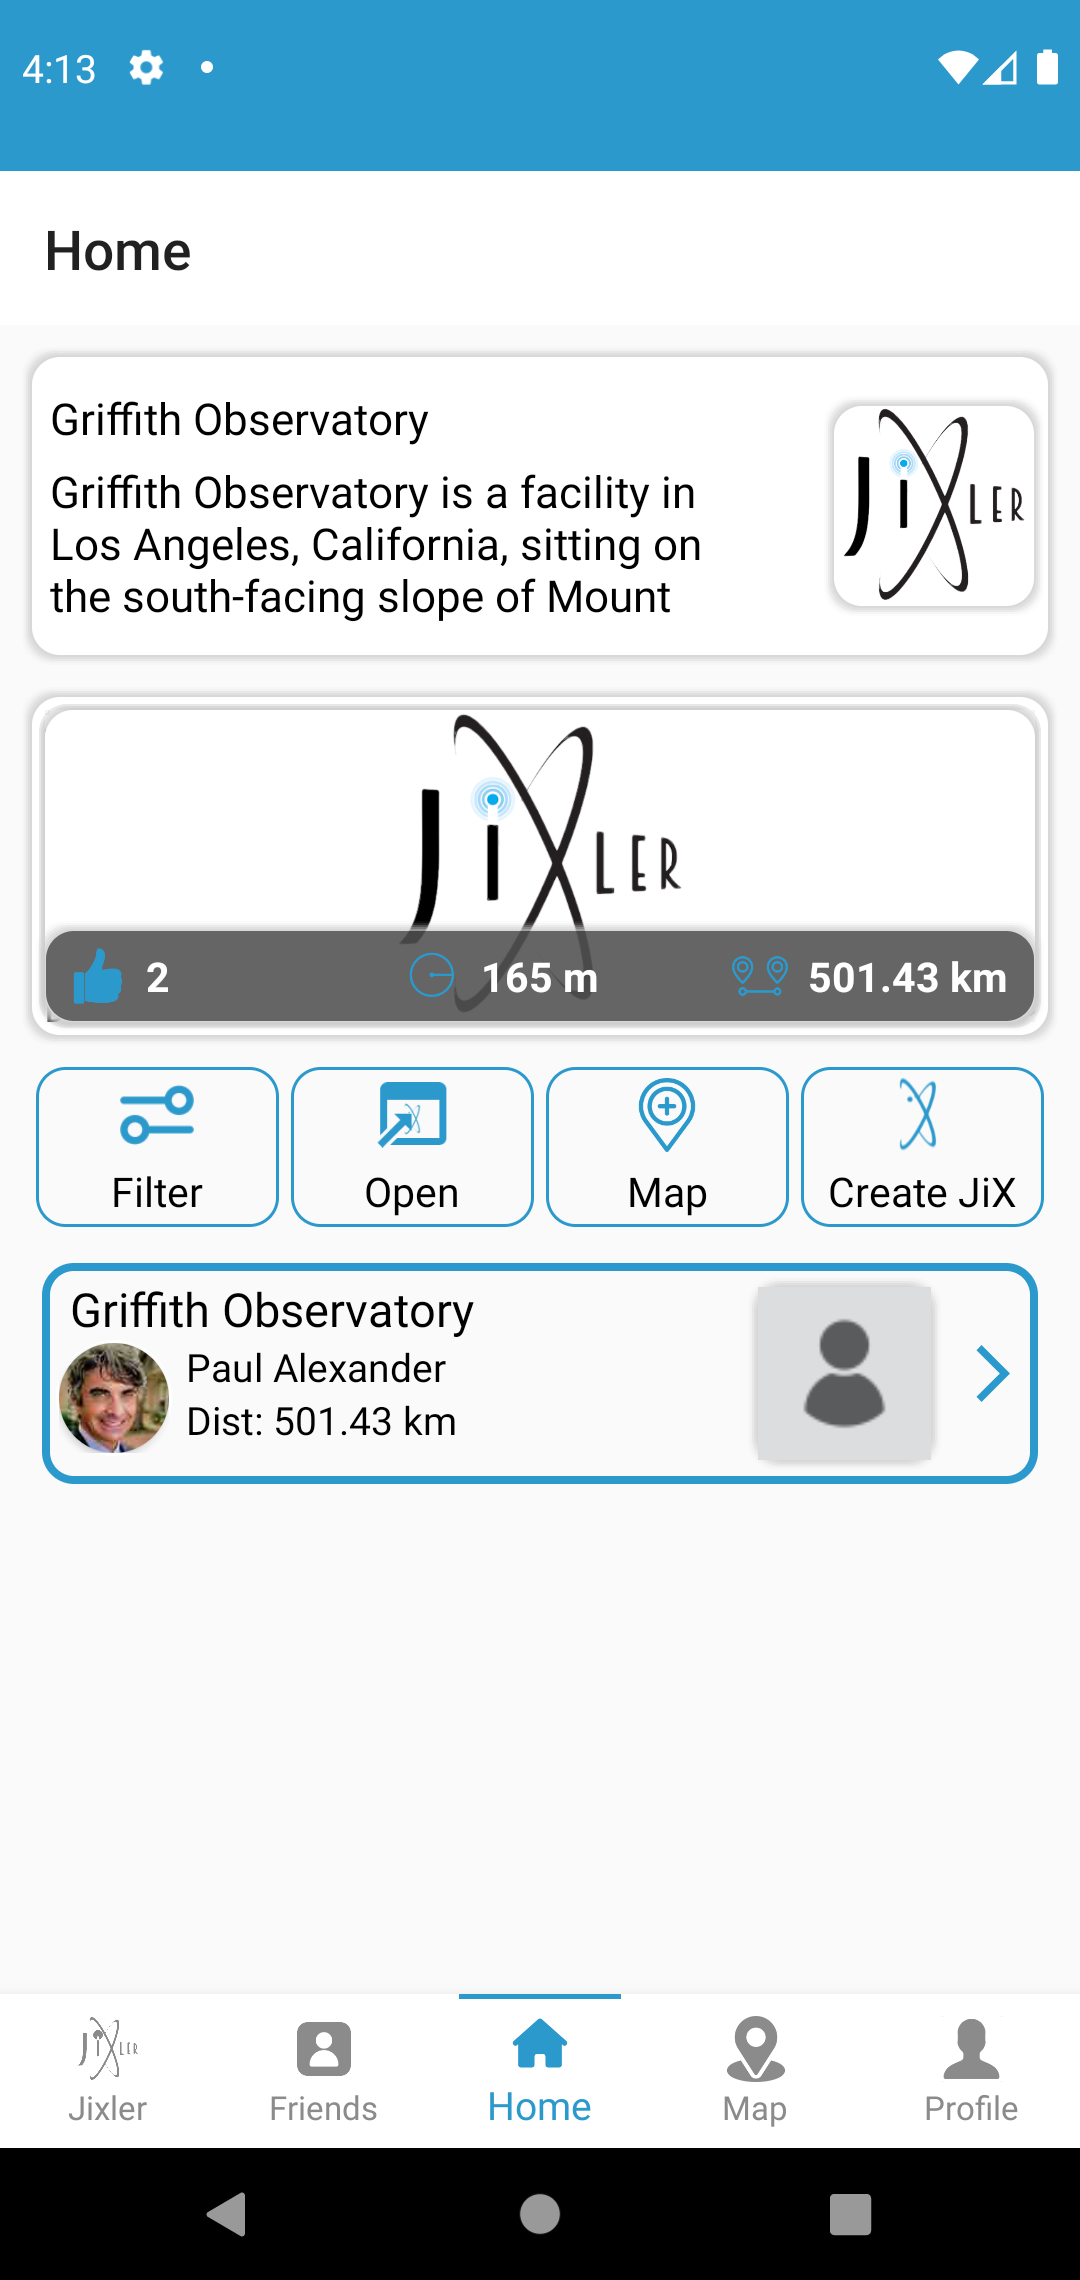 4:13
Home
Griffith Observatory
Griffith Observatory is a facility in
Los Angeles, California, sitting on
the south-facing slope of Mount
JiXLER
JiXLER
2
165 m
501.43 km
Filter
Open
Map
Create JiX
Griffith Observatory
Paul Alexander
Dist: 501.43 km
JiXLER
Jixler
Friends
Home
Map
Profile